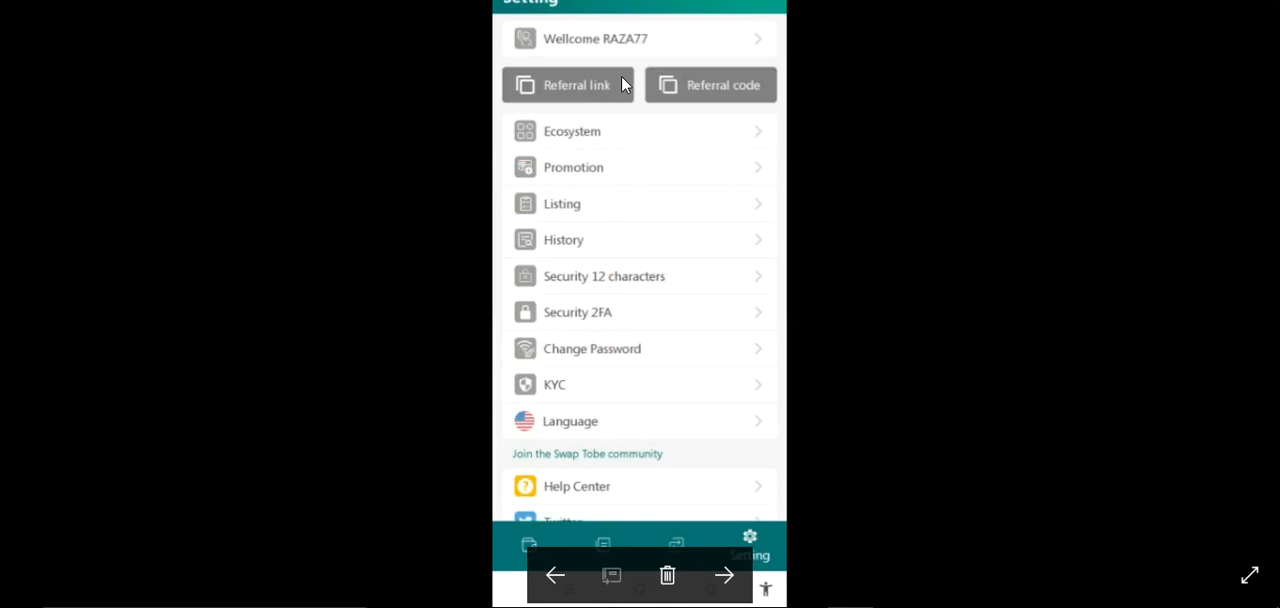 Setting
Wellcome RAZA77
Referral link
Referral code
Ecosystem
Promotion
Listing
History
Security 12 characters
Security 2FA
Change Password
KYC
Language
Join the Swap Tobe community
Help Center
Twitter
Setting